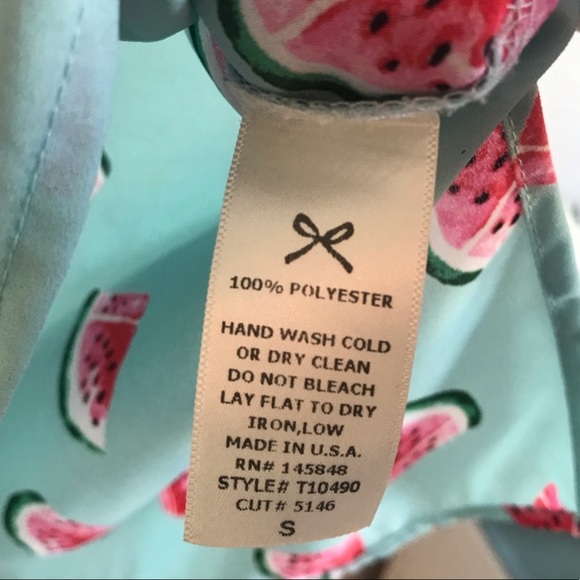 100% POLYESTER
HAND WASH COLD
OR DRY CLEAN
DO NOT BLEACH
LAY FLAT TO DRY
IRON,LOW
MADE IN U.S.A.
RN# 145848
STYLE# T10490
CUT# 5146
S